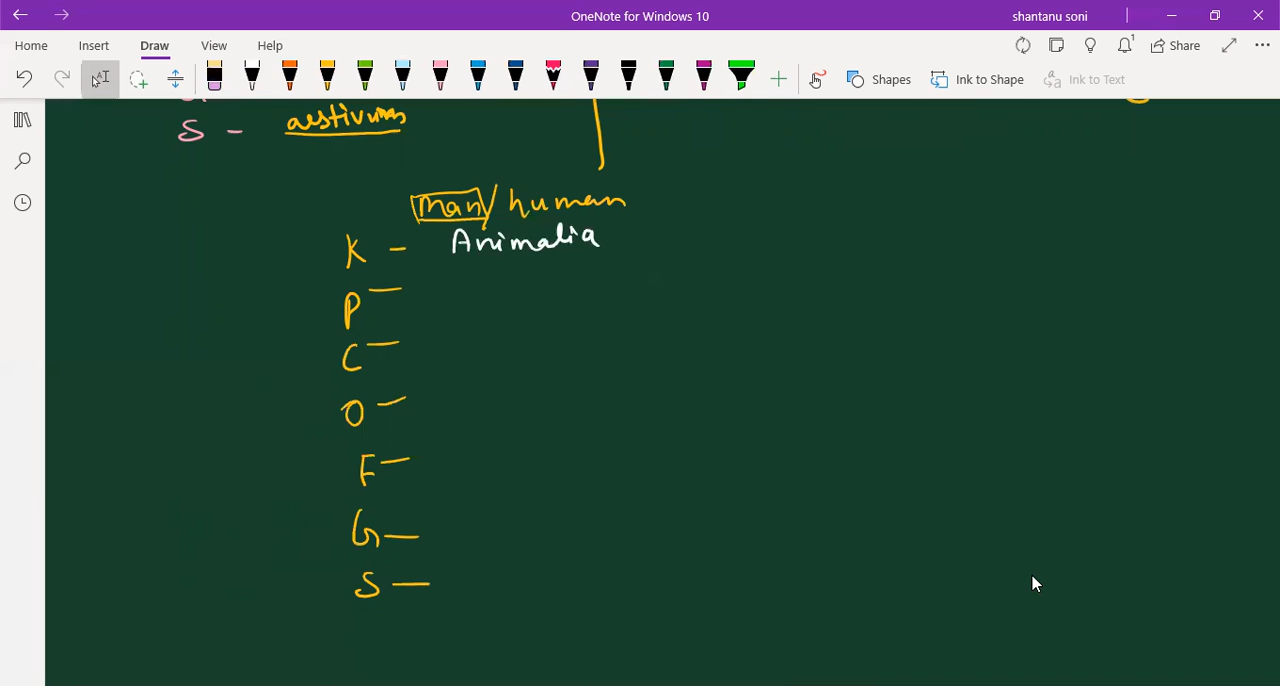 OneNote for Windows 10
shantanu soni
Home Insert Draw View Help
Share
Shapes Ink to Shape Ink to Text
S - aestivum
man/human
K - Animalia
P -
C -
O -
F -
G -
S -